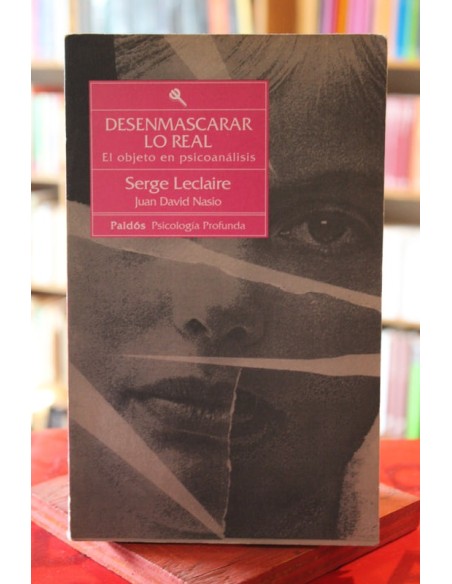 DESENMASCARAR
LO REAL
El objeto en psicoanálisis
Serge Leclaire
Juan David Nasio
Paidós Psicología Profunda